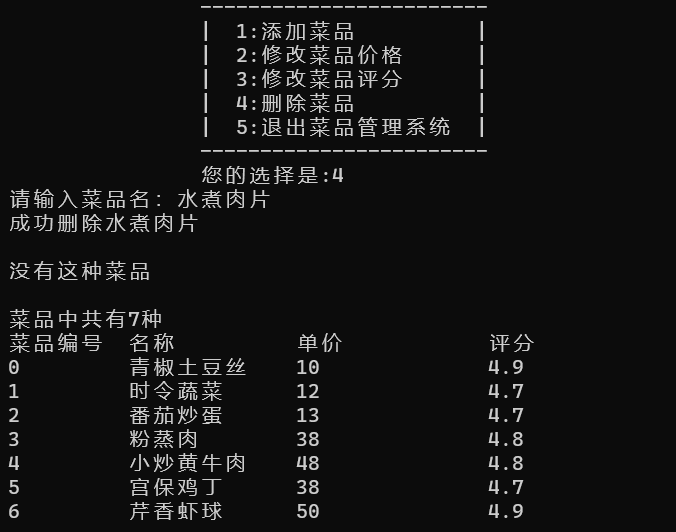 ------------------------
|  1:添加菜品          |
|  2:修改菜品价格      |
|  3:修改菜品评分      |
|  4:删除菜品          |
|  5:退出菜品管理系统  |
------------------------
您的选择是:4
请输入菜品名: 水煮肉片
成功删除水煮肉片
没有这种菜品
菜品中共有7种
菜品编号  名称          单价            评分
0         青椒土豆丝    10              4.9
1         时令蔬菜      12              4.7
2         番茄炒蛋      13              4.7
3         粉蒸肉        38              4.8
4         小炒黄牛肉    48              4.8
5         宫保鸡丁      38              4.7
6         芹香虾球      50              4.9